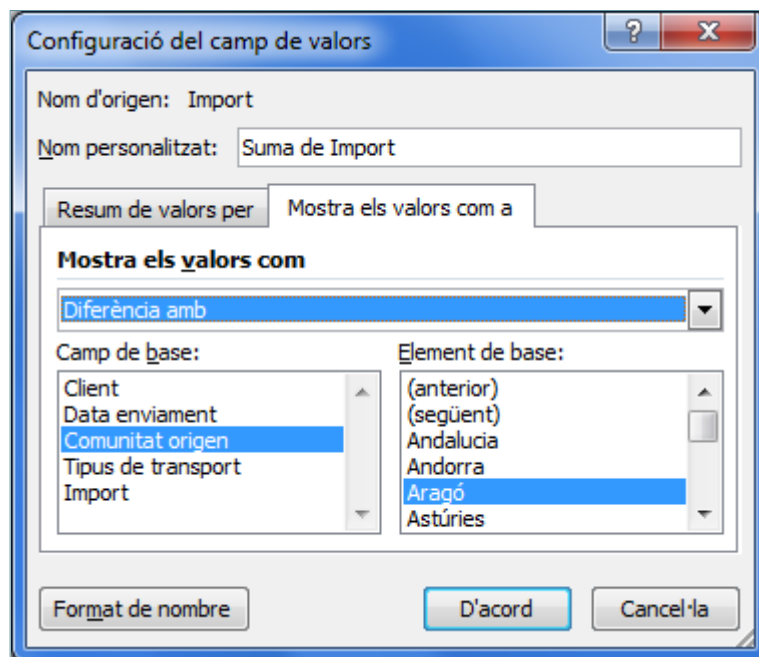 Configuració del camp de valors
Nom d'origen: Import
Nom personalitzat: Suma de Import
Resum de valors per Mostra els valors com a
Mostra els valors com
Diferència amb
Camp de base: Element de base:
Client (anterior)
Data enviament (següent)
Comunitat origen Andalucia
Tipus de transport Andorra
Import Aragó
Astúries
Format de nombre D'acord Cancel·la